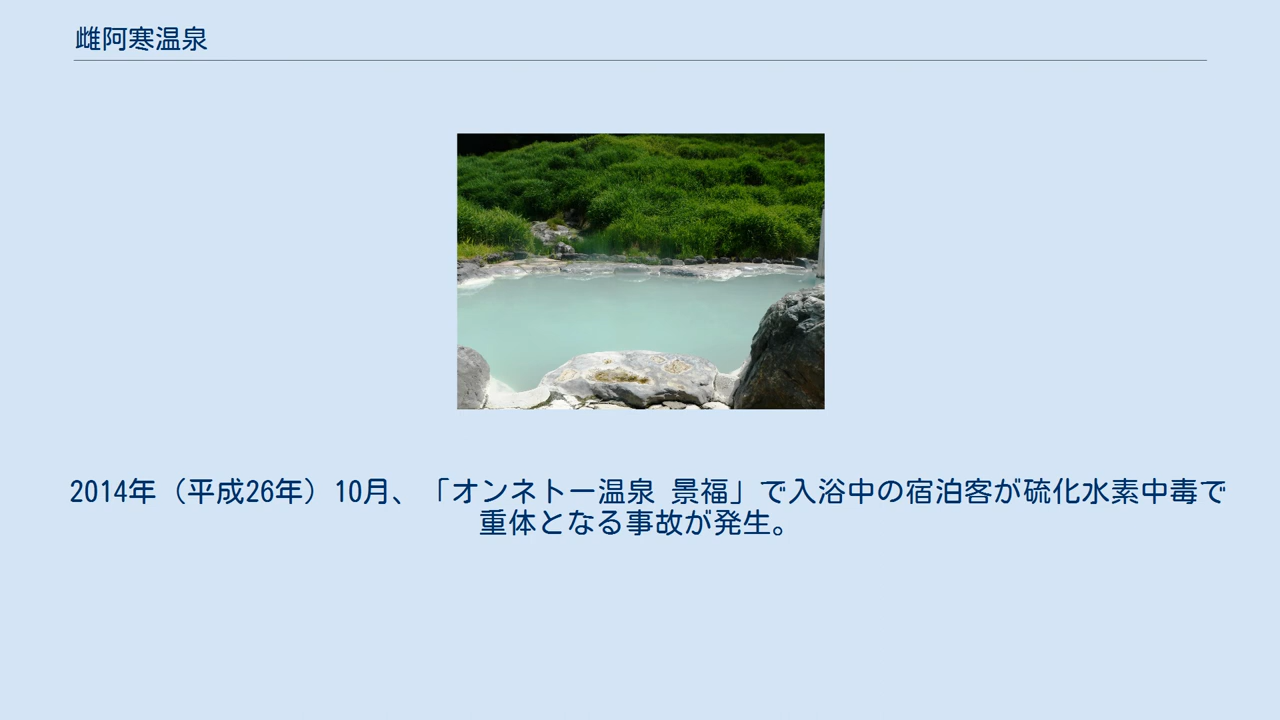 雌阿寒温泉
2014年（平成26年）10月、「オンネトー温泉 景福」で入浴中の宿泊客が硫化水素中毒で
重体となる事故が発生。